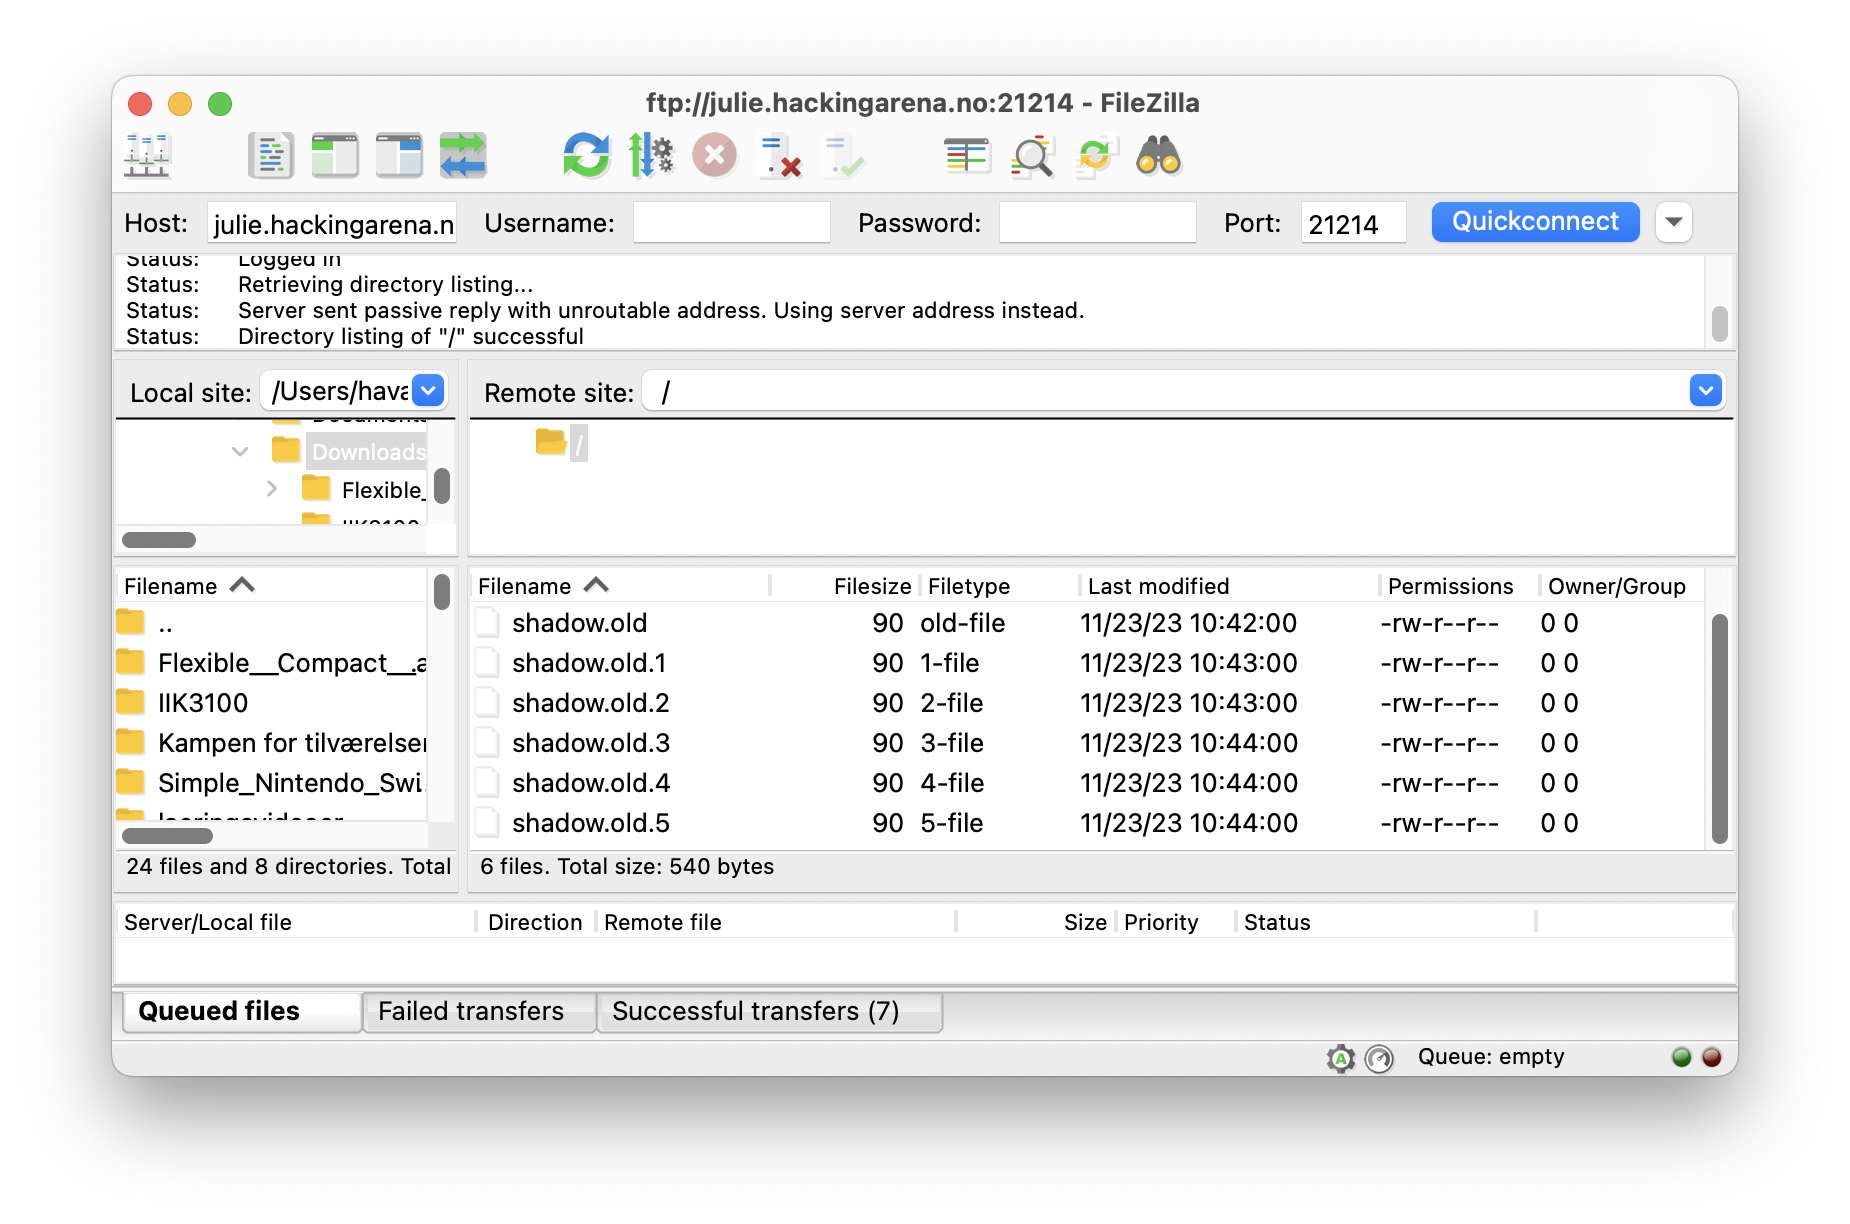 ftp://julie.hackingarena.no:21214 - FileZilla
Host: julie.hackingarena.n Username: Password: Port: 21214 Quickconnect
Status: Logged in
Status: Retrieving directory listing...
Status: Server sent passive reply with unroutable address. Using server address instead.
Status: Directory listing of "/" successful
Local site: /Users/hava
Remote site: /
Documents
Downloads
Flexible_
IIK3100
/
Filename
..
Flexible__Compact__.a
IIK3100
Kampen for tilværelser
Simple_Nintendo_Swi..
24 files and 8 directories. Total
Filename Filesize Filetype Last modified Permissions Owner/Group
shadow.old 90 old-file 11/23/23 10:42:00 -rw-r--r-- 0 0
shadow.old.1 90 1-file 11/23/23 10:43:00 -rw-r--r-- 0 0
shadow.old.2 90 2-file 11/23/23 10:43:00 -rw-r--r-- 0 0
shadow.old.3 90 3-file 11/23/23 10:44:00 -rw-r--r-- 0 0
shadow.old.4 90 4-file 11/23/23 10:44:00 -rw-r--r-- 0 0
shadow.old.5 90 5-file 11/23/23 10:44:00 -rw-r--r-- 0 0
6 files. Total size: 540 bytes
Server/Local file Direction Remote file Size Priority Status
Queued files Failed transfers Successful transfers (7)
A Queue: empty